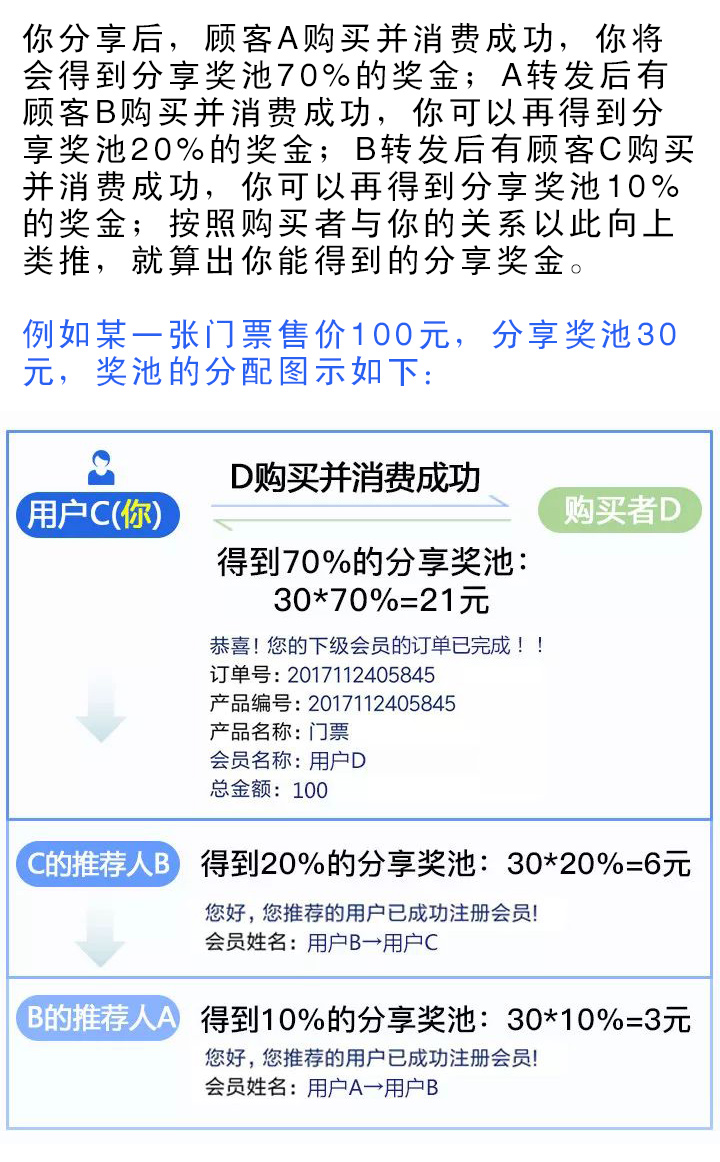 你分享后，顾客A购买并消费成功，你将
会得到分享奖池70%的奖金；A转发后有
顾客B购买并消费成功，你可以再得到分
享奖池20%的奖金；B转发后有顾客C购买
并消费成功，你可以再得到分享奖池10%
的奖金；按照购买者与你的关系以此向上
类推，就算出你能得到的分享奖金。
例如某一张门票售价100元，分享奖池30
元，奖池的分配图示如下：
D购买并消费成功
用户C(你)
购买者D
得到70%的分享奖池：
30*70%=21元
恭喜！您的下级会员的订单已完成！！
订单号：2017112405845
产品编号：2017112405845
产品名称：门票
会员名称：用户D
总金额：100
C的推荐人B
得到20%的分享奖池：30*20%=6元
您好，您推荐的用户已成功注册会员!
会员姓名：用户B→用户C
B的推荐人A
得到10%的分享奖池：30*10%=3元
您好，您推荐的用户已成功注册会员!
会员姓名：用户A→用户B